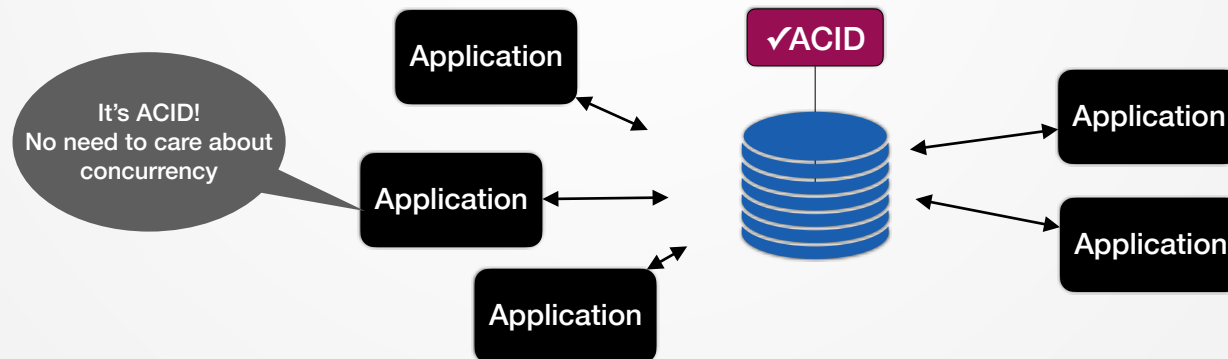 Application
✓ACID
It's ACID!
No need to care about
concurrency
Application
Application
Application
Application
Application